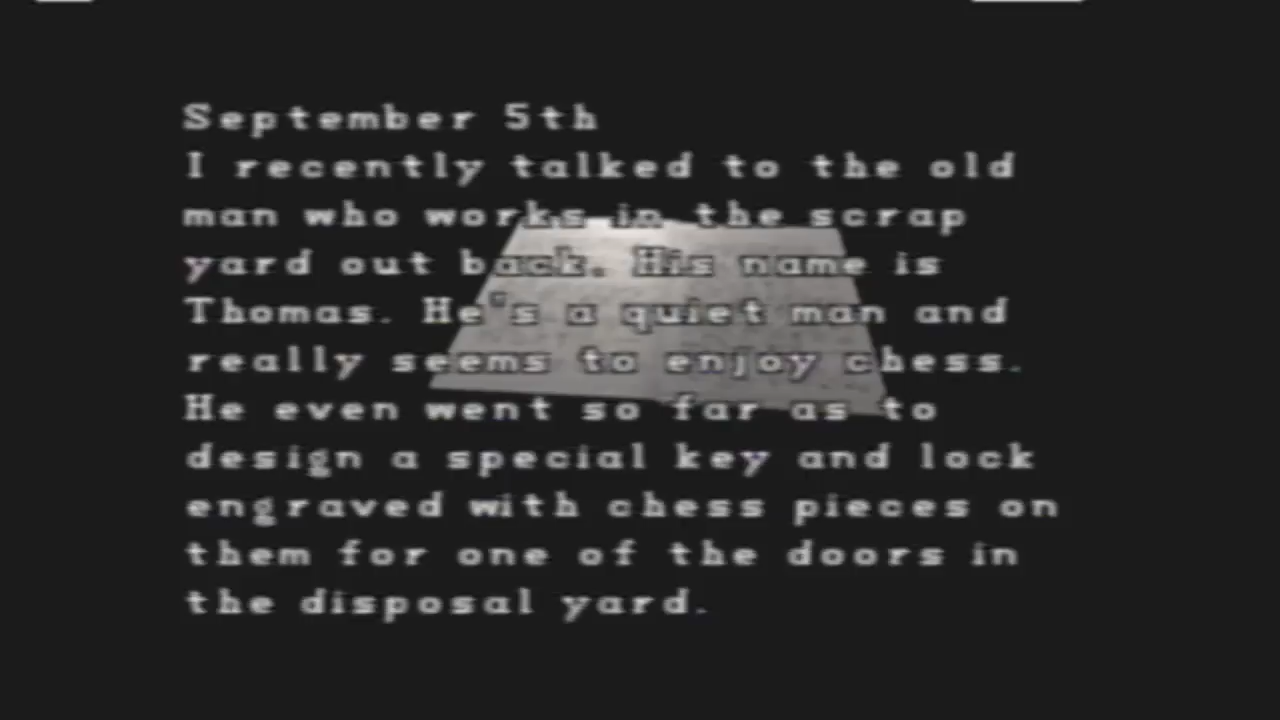 September 5th
I recently talked to the old
man who works in the scrap
yard out back. His name is
Thomas. He's a quiet man and
really seems to enjoy chess.
He even went so far as to
design a special key and lock
engraved with chess pieces on
them for one of the doors in
the disposal yard.